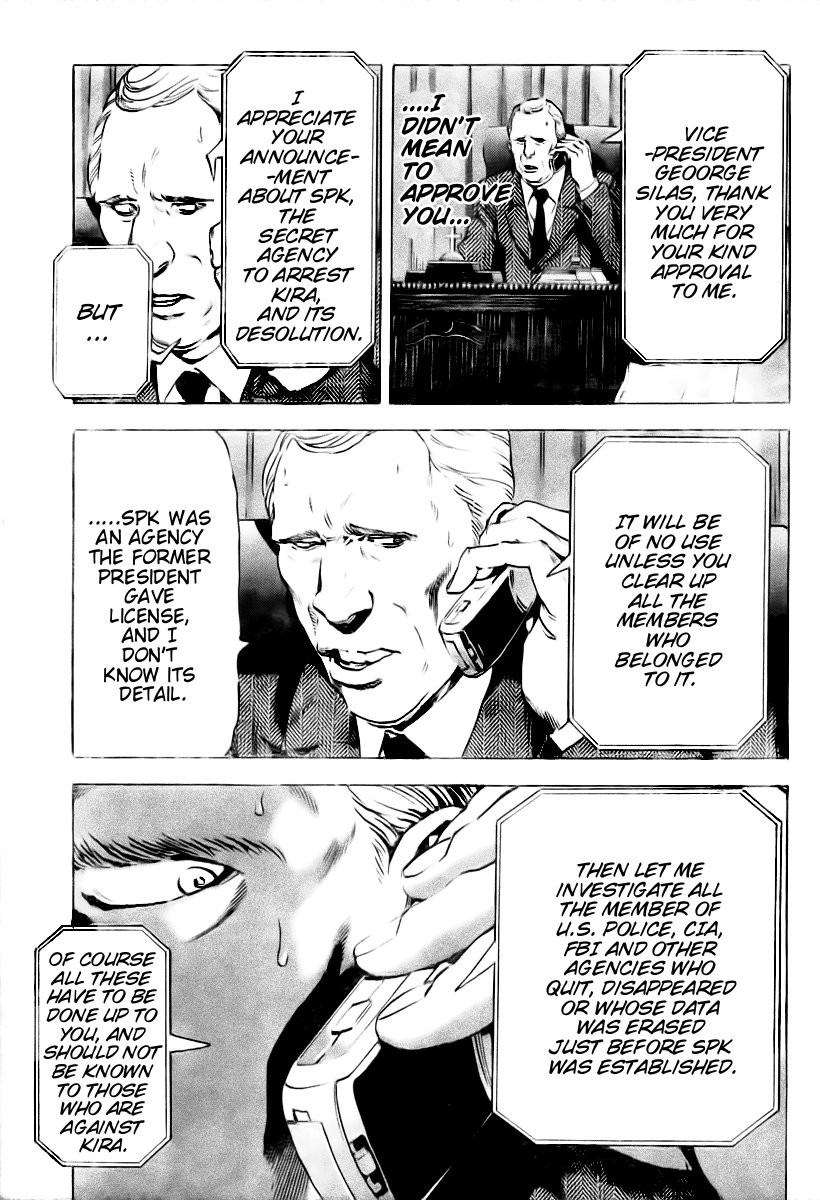 VICE
-PRESIDENT
GEOORGE
SILAS, THANK
YOU VERY
MUCH FOR
YOUR KIND
APPROVAL
TO ME.
....I
DIDN'T
MEAN
TO
APPROVE
YOU...
I
APPRECIATE
YOUR
ANNOUNCE-
-MENT
ABOUT SPK,
THE
SECRET
AGENCY
TO ARREST
KIRA,
AND ITS
DESOLUTION.
BUT
...
IT WILL BE
OF NO USE
UNLESS YOU
CLEAR UP
ALL THE
MEMBERS
WHO
BELONGED
TO IT.
.....SPK WAS
AN AGENCY
THE FORMER
PRESIDENT
GAVE
LICENSE,
AND I
DON'T
KNOW ITS
DETAIL.
THEN LET ME
INVESTIGATE ALL
THE MEMBER OF
U.S. POLICE, CIA,
FBI AND OTHER
AGENCIES WHO
QUIT, DISAPPEARED
OR WHOSE DATA
WAS ERASED
JUST BEFORE SPK
WAS ESTABLISHED.
OF COURSE
ALL THESE
HAVE TO BE
DONE UP TO
YOU, AND
SHOULD NOT
BE KNOWN
TO THOSE
WHO ARE
AGAINST
KIRA.